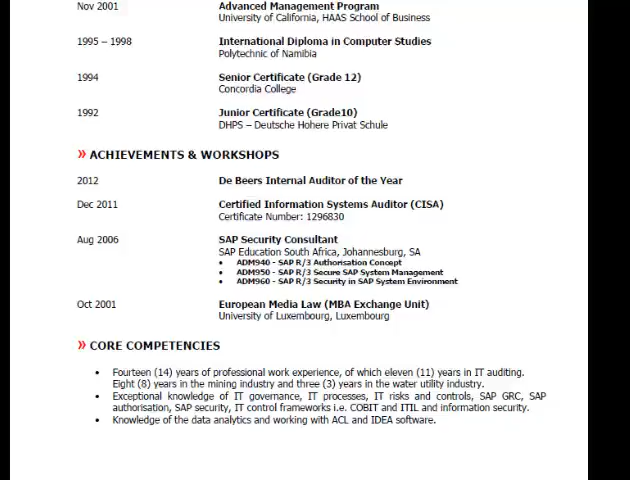 Nov 2001 Advanced Management Program
University of California, HAAS School of Business
1995 – 1998 International Diploma in Computer Studies
Polytechnic of Namibia
1994 Senior Certificate (Grade 12)
Concordia College
1992 Junior Certificate (Grade10)
DHPS – Deutsche Hohere Privat Schule
» ACHIEVEMENTS & WORKSHOPS
2012 De Beers Internal Auditor of the Year
Dec 2011 Certified Information Systems Auditor (CISA)
Certificate Number: 1296830
Aug 2006 SAP Security Consultant
SAP Education South Africa, Johannesburg, SA
• ADM940 - SAP R/3 Authorisation Concept
• ADM950 - SAP R/3 Secure SAP System Management
• ADM960 - SAP R/3 Security in SAP System Environment
Oct 2001 European Media Law (MBA Exchange Unit)
University of Luxembourg, Luxembourg
» CORE COMPETENCIES
• Fourteen (14) years of professional work experience, of which eleven (11) years in IT auditing.
Eight (8) years in the mining industry and three (3) years in the water utility industry.
• Exceptional knowledge of IT governance, IT processes, IT risks and controls, SAP GRC, SAP
authorisation, SAP security, IT control frameworks i.e. COBIT and ITIL and information security.
• Knowledge of the data analytics and working with ACL and IDEA software.